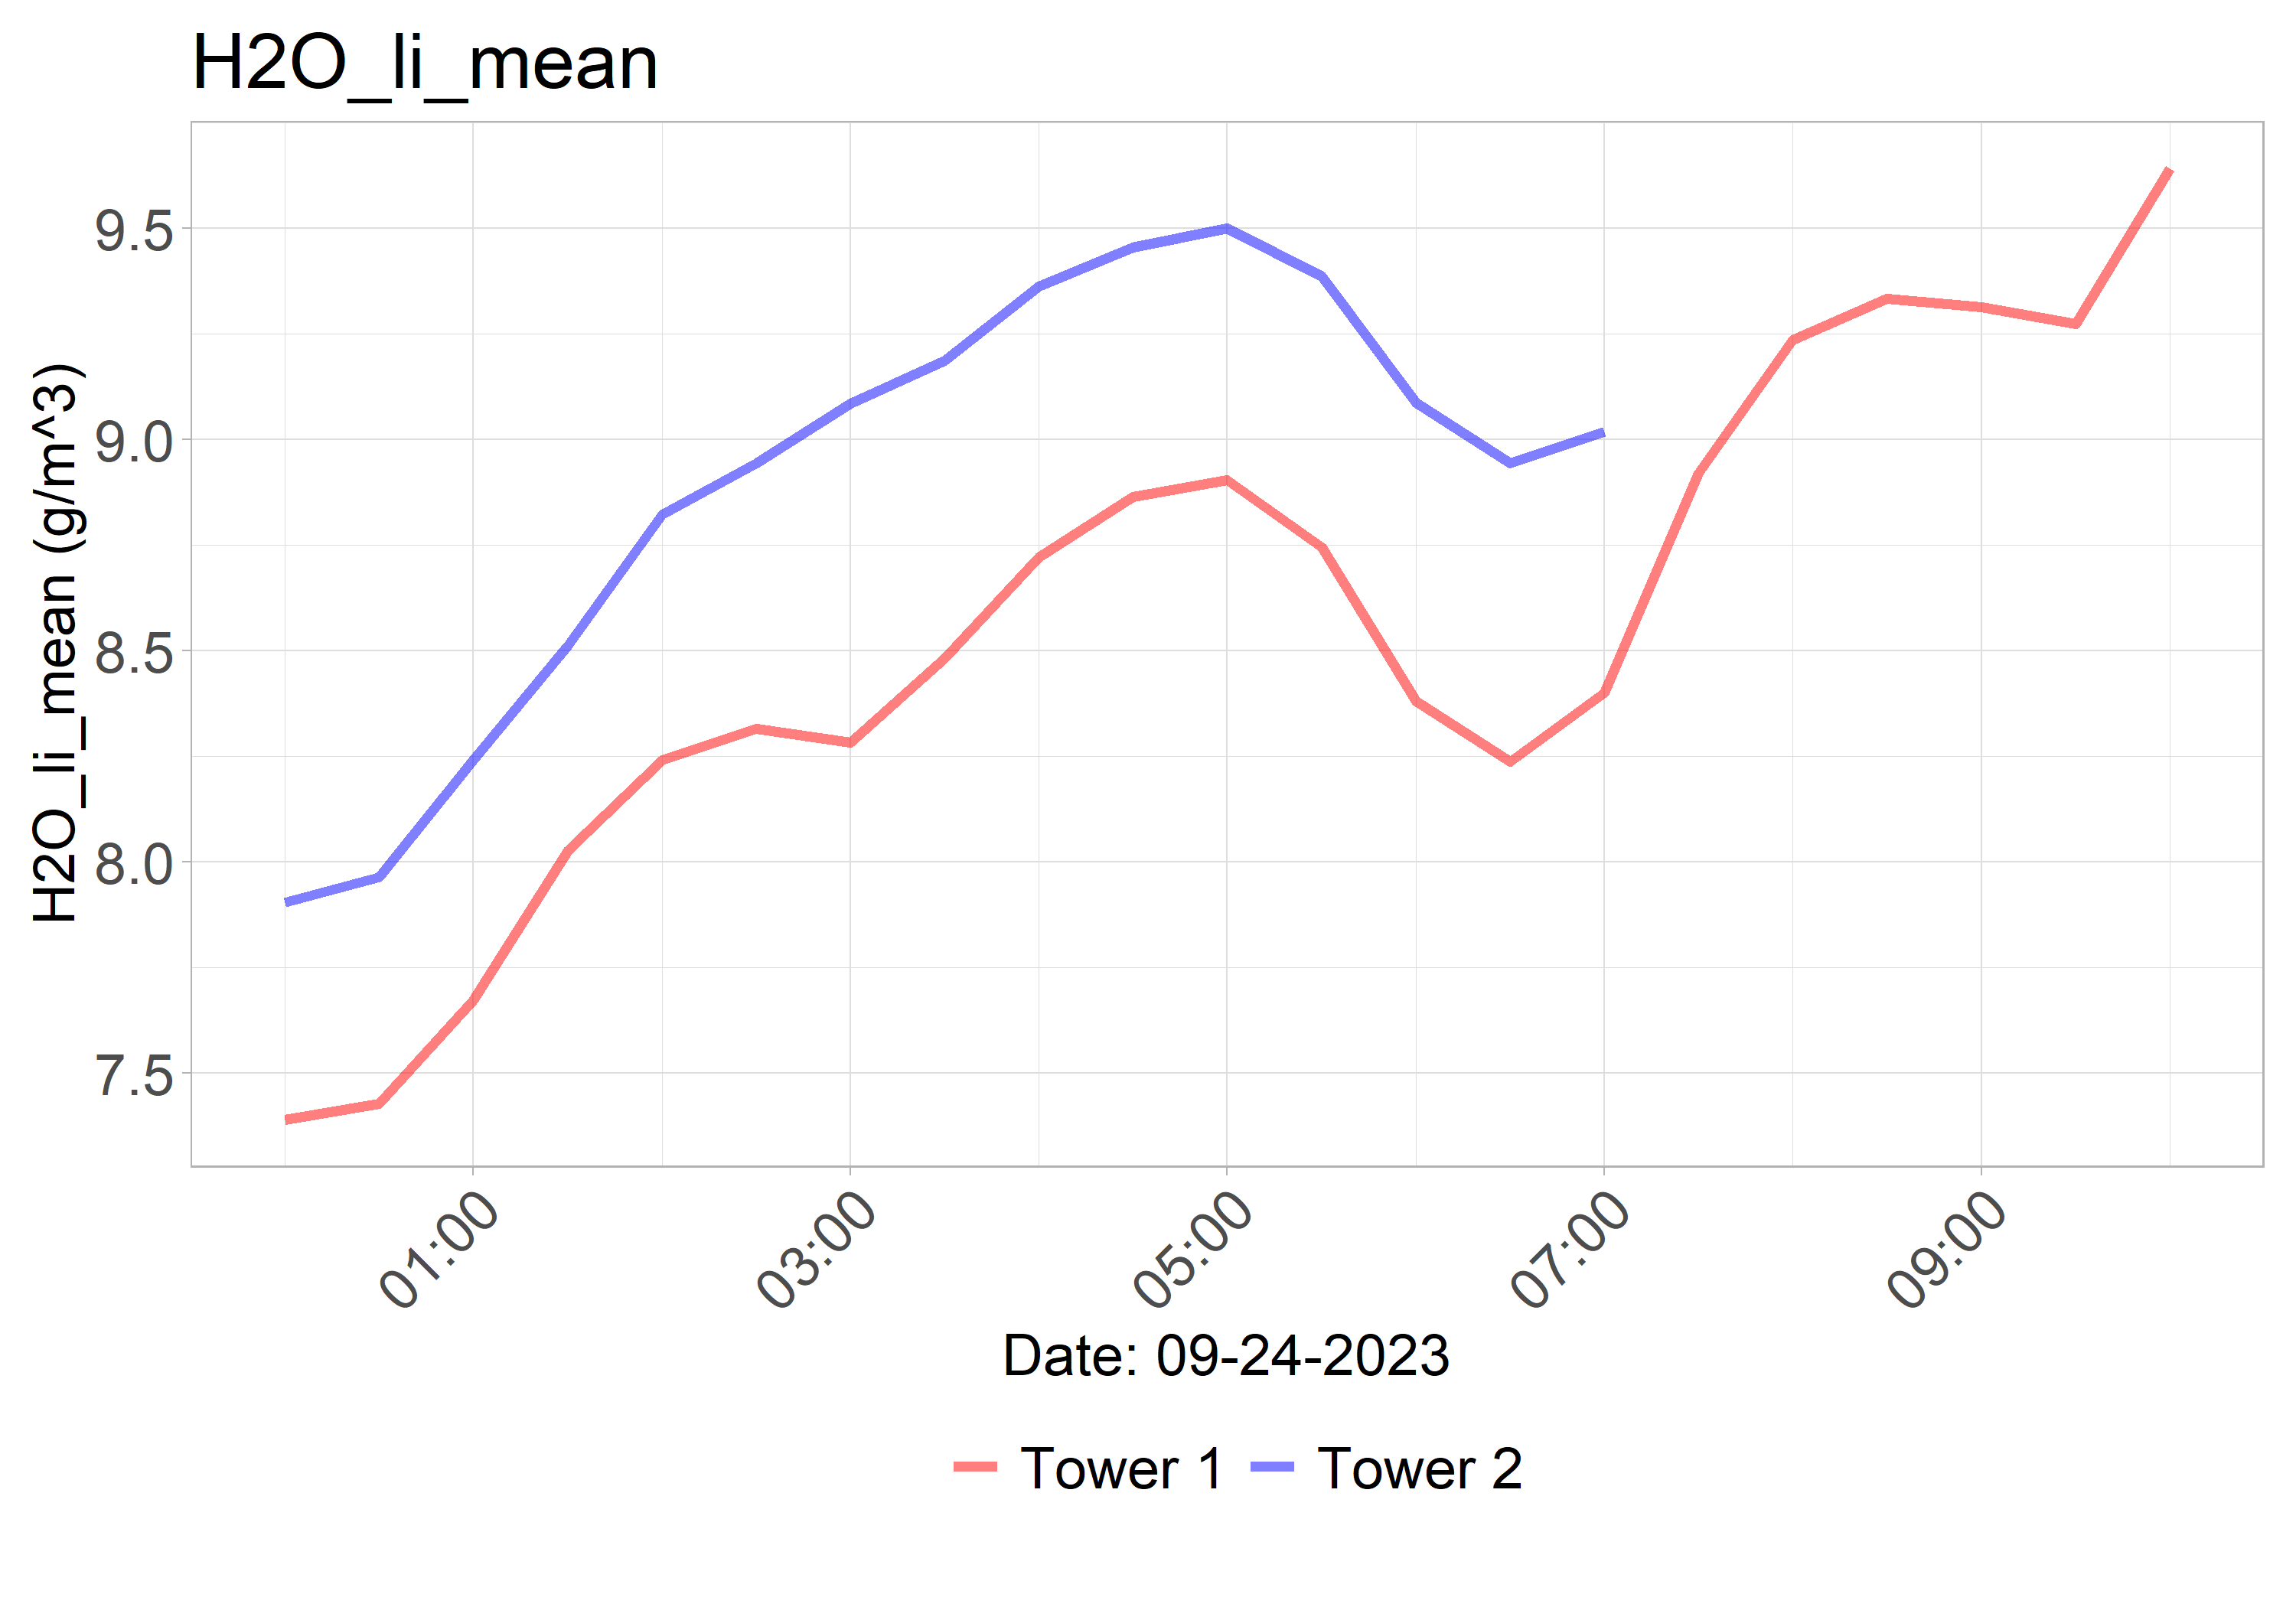 H2O_li_mean
H2O_li_mean (g/m^3)
9.5
9.0
8.5
8.0
7.5
01:00 03:00 05:00 07:00 09:00
Date: 09-24-2023
Tower 1 Tower 2